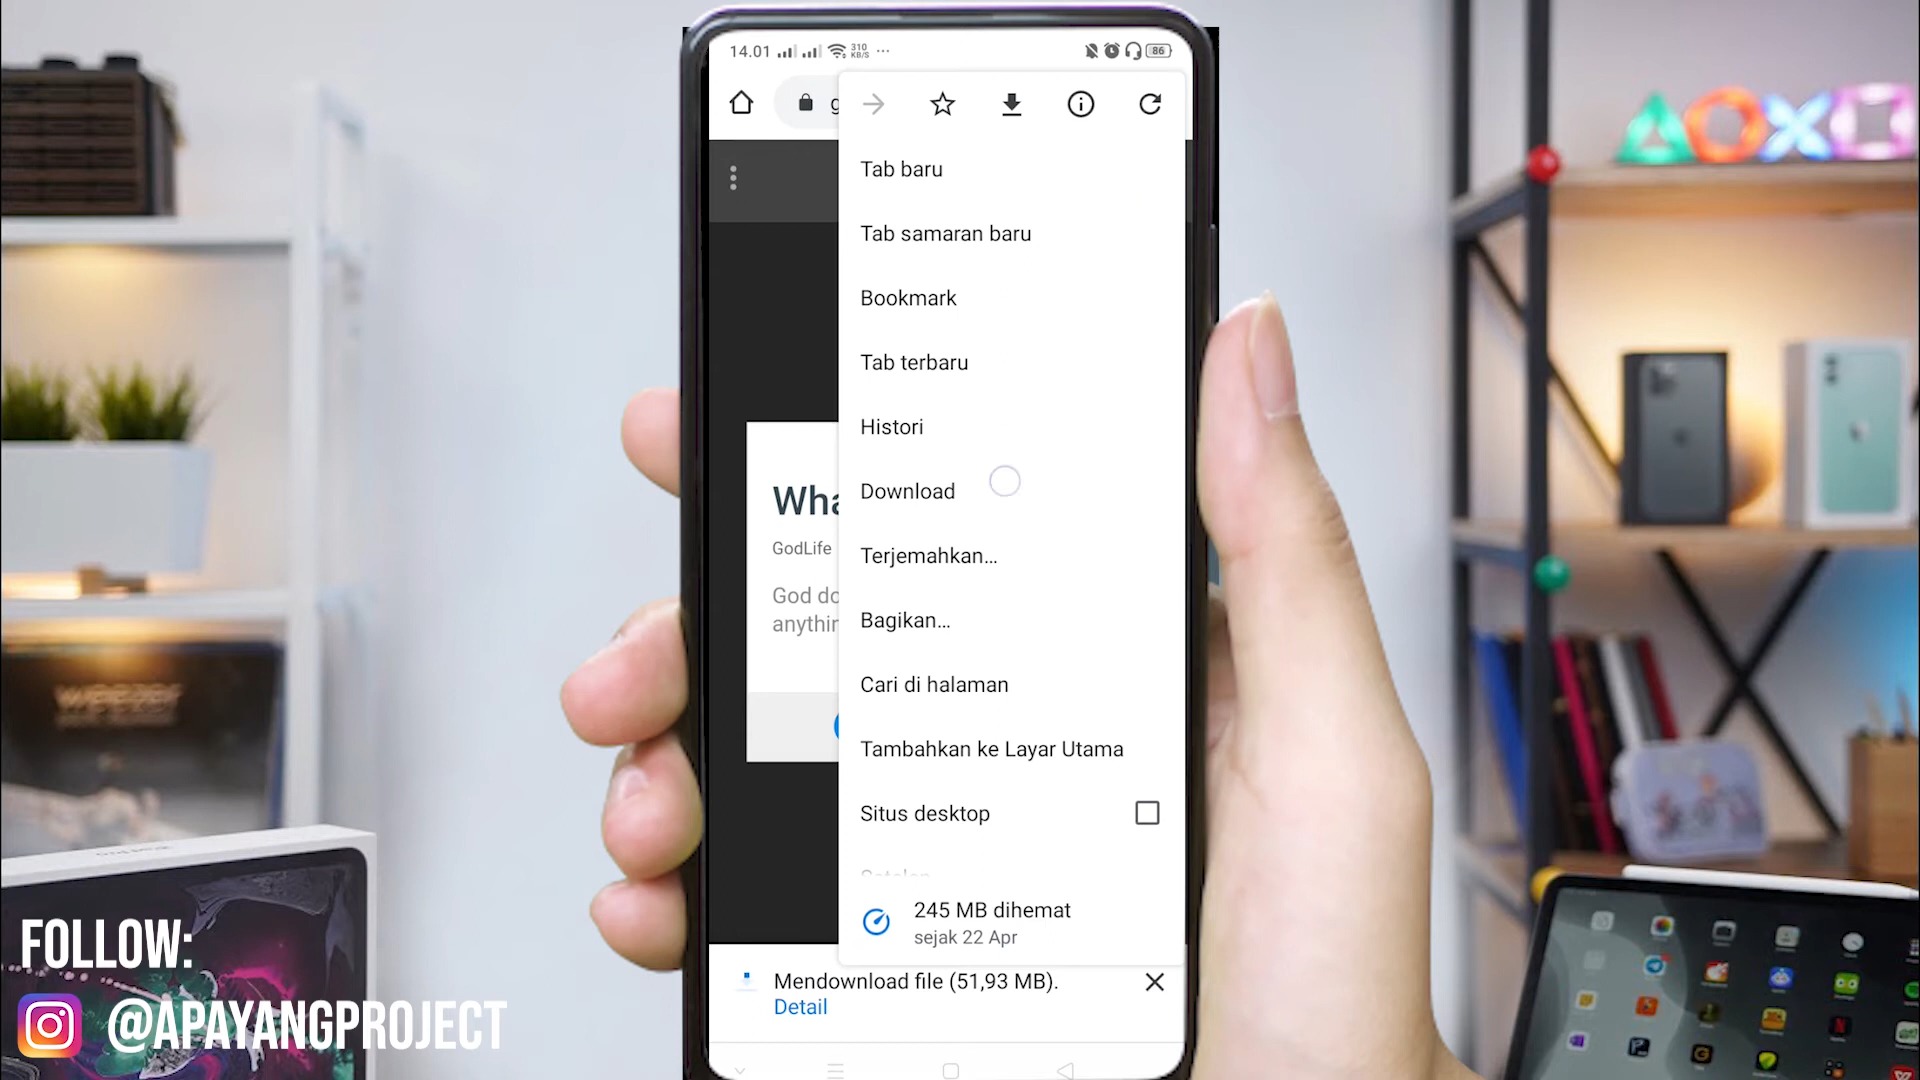 14.01
310
KB/S
86
g
Tab baru
Tab samaran baru
Bookmark
Tab terbaru
Histori
Download
Terjemahkan...
Bagikan...
Cari di halaman
Tambahkan ke Layar Utama
Situs desktop
245 MB dihemat
sejak 22 Apr
Wha
GodLife
God do
anythin
Mendownload file (51,93 MB).
Detail
weezer
FOLLOW:
@APAYANGPROJECT